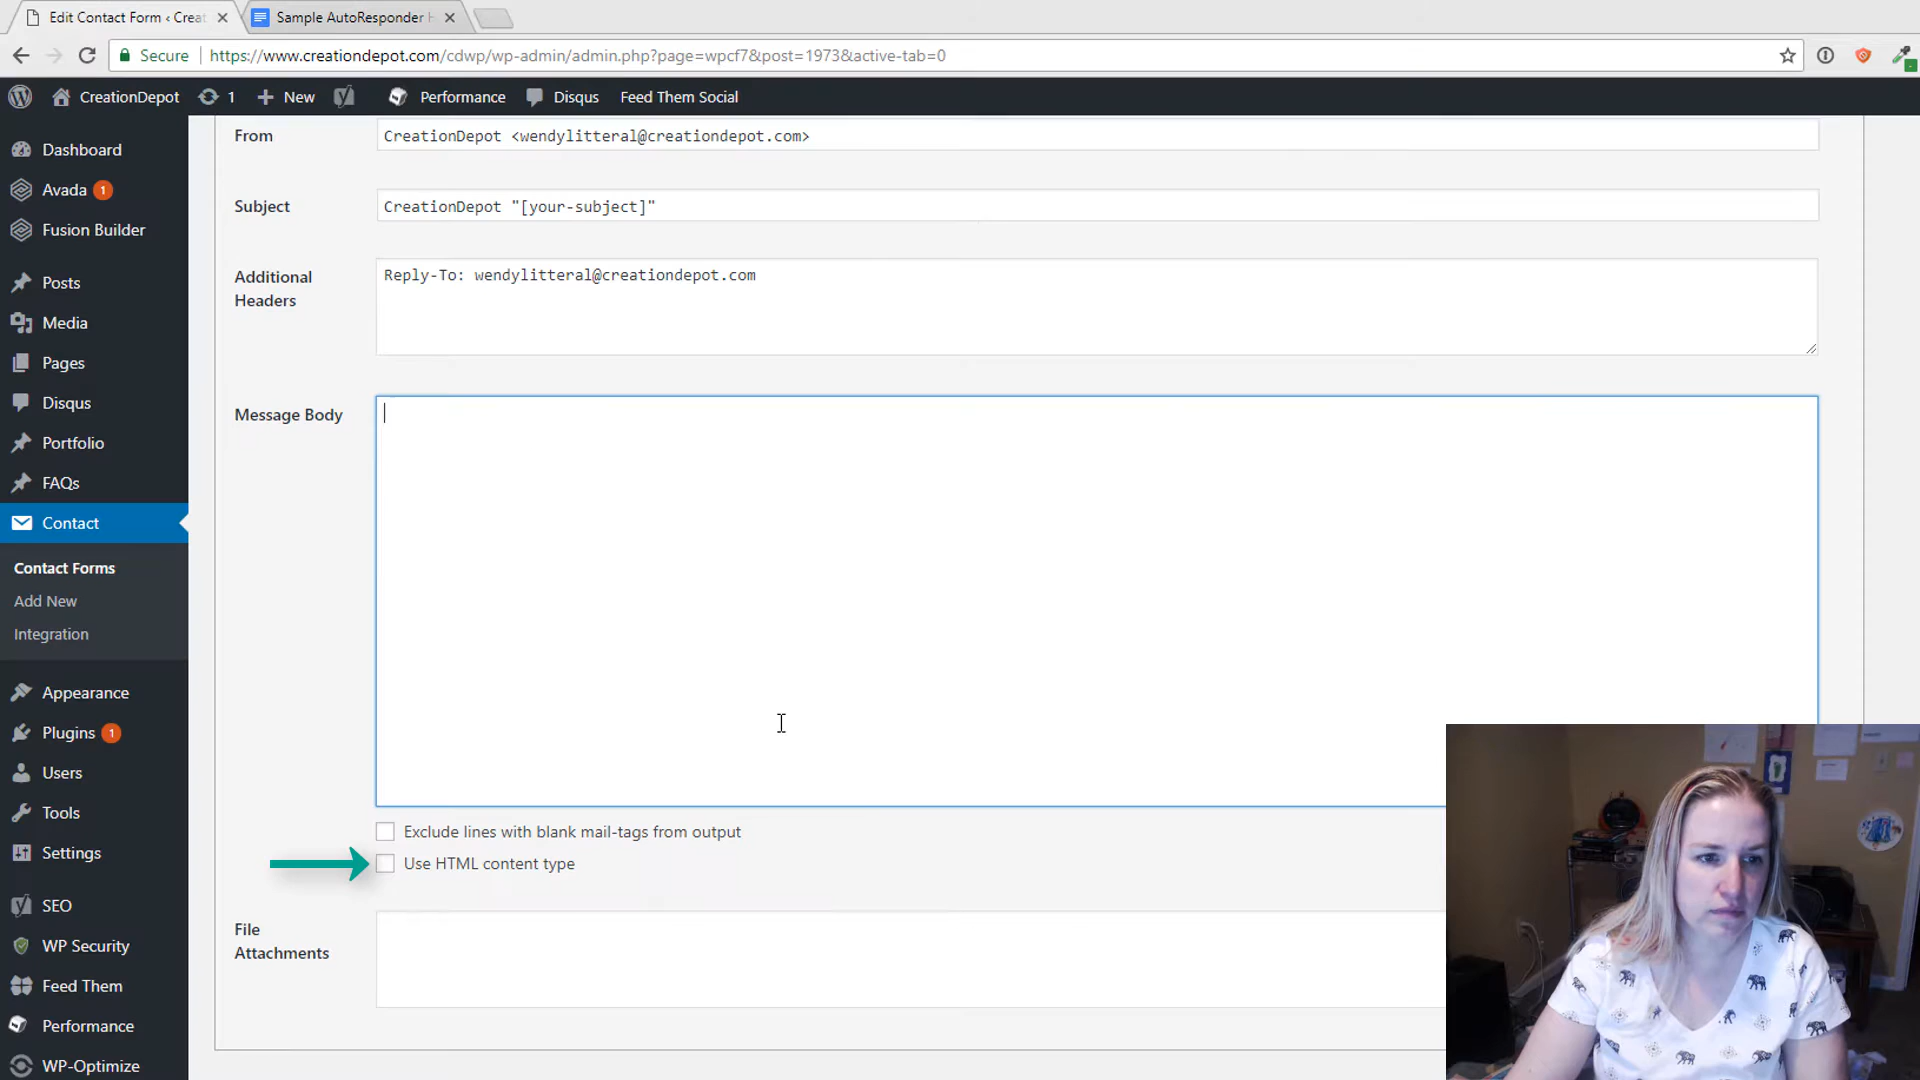 Edit Contact Form ‹ Creat
Sample AutoResponder
Secure
https://www.creationdepot.com/cdwp/wp-admin/admin.php?page=wpcf7&post=1973&active-tab=0
CreationDepot
1
New
Performance
Disqus
Feed Them Social
Dashboard
Avada 1
Fusion Builder
Posts
Media
Pages
Disqus
Portfolio
FAQs
Contact
Contact Forms
Add New
Integration
Appearance
Plugins 1
Users
Tools
Settings
SEO
WP Security
Feed Them
Performance
WP-Optimize
From
CreationDepot <wendylitteral@creationdepot.com>
Subject
CreationDepot "[your-subject]"
Additional
Headers
Reply-To: wendylitteral@creationdepot.com
Message Body
Exclude lines with blank mail-tags from output
Use HTML content type
File
Attachments